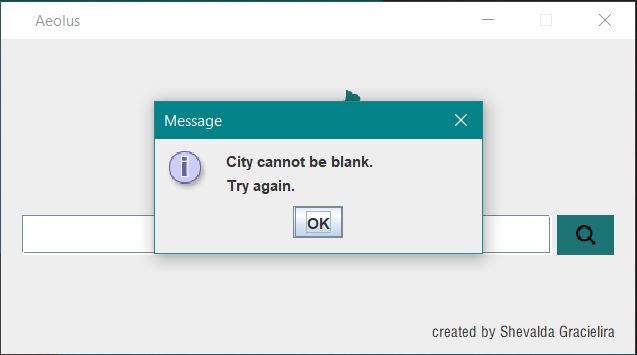 Aeolus
Message
City cannot be blank.
Try again.
OK
created by Shevalda Gracielira